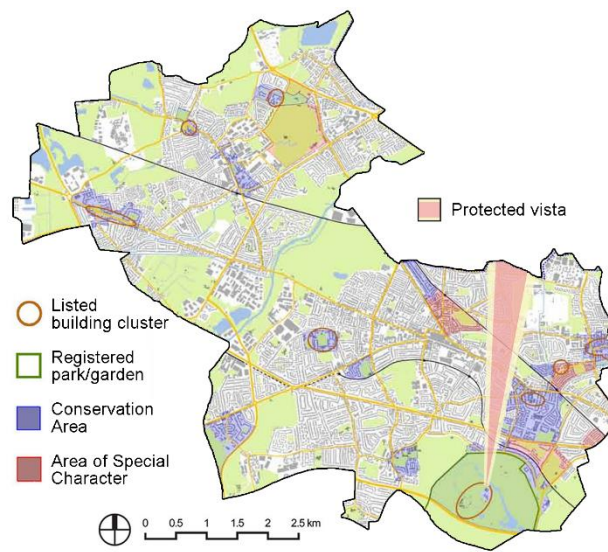 Protected vista
Listed
building cluster
Registered
park/garden
Conservation
Area
Area of Special
Character
0 0.5 1 1.5 2 2.5 km